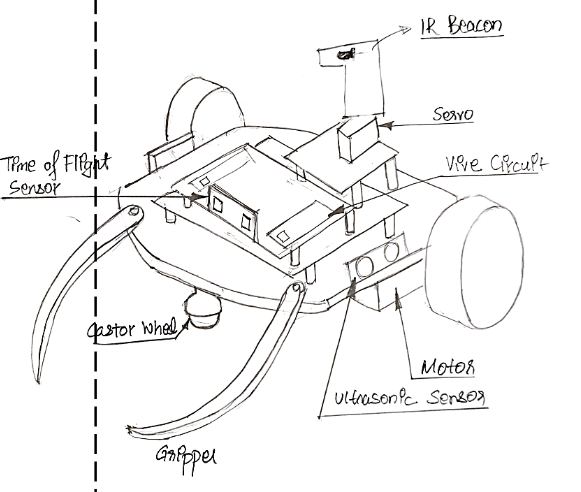 IR Beacon
Servo
Time of Flight
Sensor
Vive Circuit
Castor Wheel
Motor
Ultrasonic Sensor
Gripper